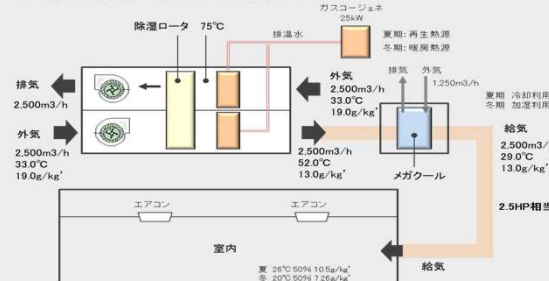 ガスコージェネ
25kW
除湿ロータ 75℃
排温水
夏期:再生熱源
冬期:暖房熱源
排気
2,500m3/h
外気
2,500m3/h
33.0℃
19.0g/kg'
外気
2,500m3/h
33.0℃
19.0g/kg'
2,500m3/h
52.0℃
13.0g/kg'
排気 外気
1,250m3/h
メガクール
夏期 冷却利用
冬期 加湿利用
給気
2,500m3/
29.0℃
13.0g/kg'
2.5HP相当
エアコン エアコン
室内
給気
夏 26℃ 50% 10.5g/kg'
冬 20℃ 50% 7.26g/kg'